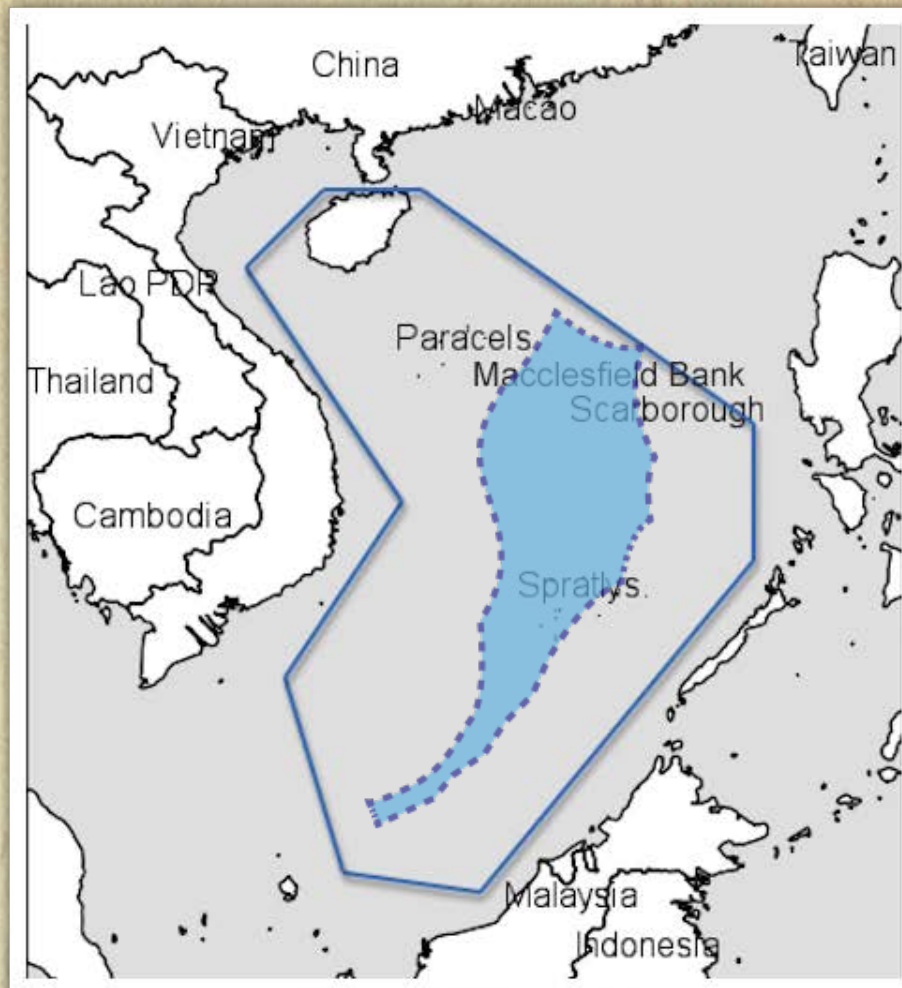 China
Taiwan
Macao
Vietnam
Lao PDR
Paracels
Macclesfield Bank
Thailand
Scarborough
Cambodia
Spratlys
Malaysia
Indonesia